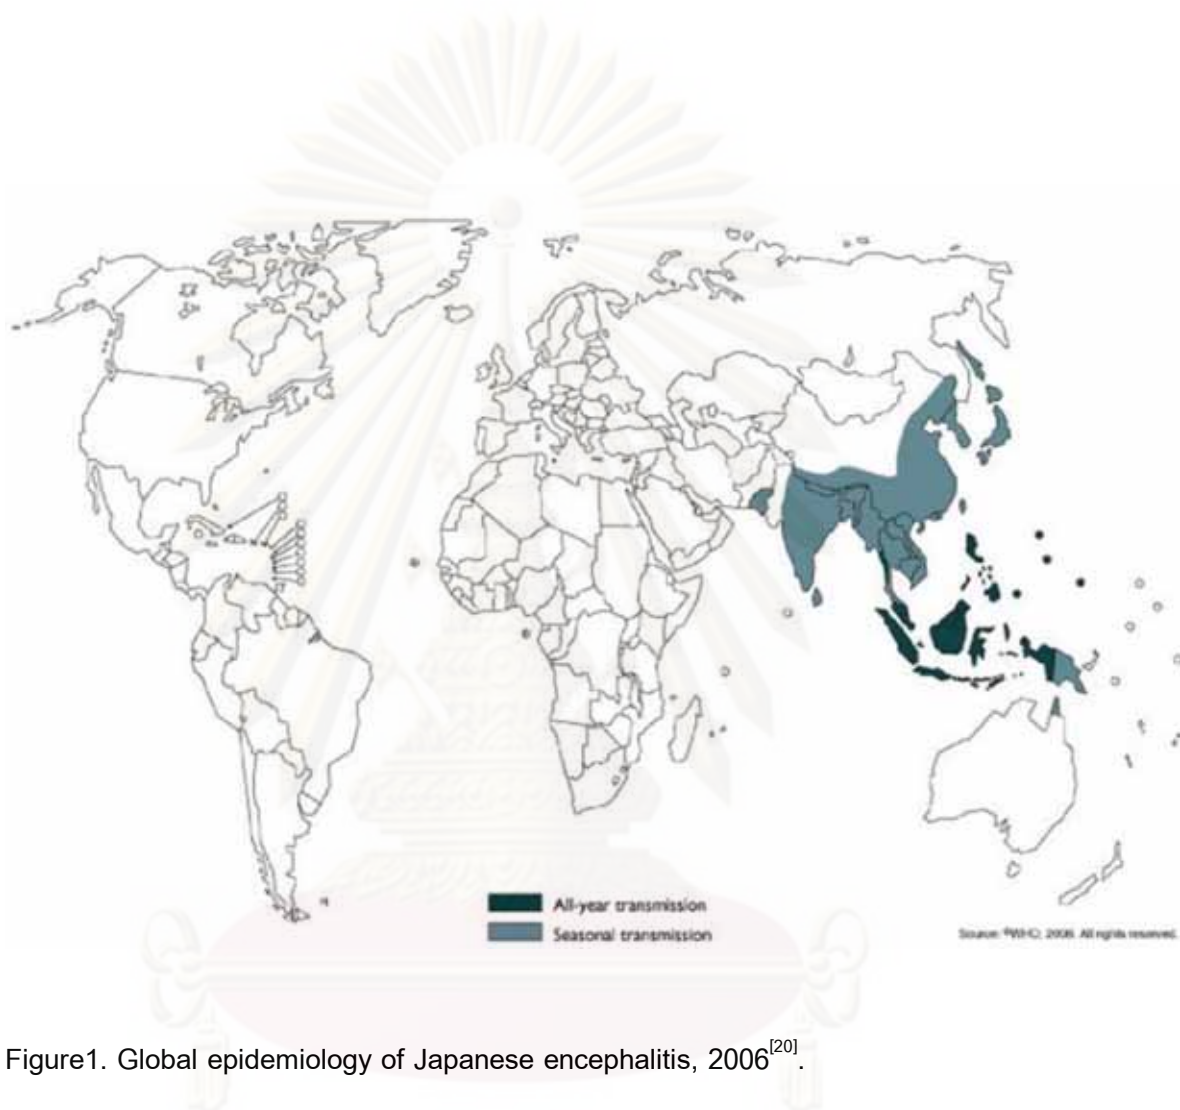 All-year transmission
Seasonal transmission
Source: ©WHO, 2006. All rights reserved.
Figure1. Global epidemiology of Japanese encephalitis, 2006[20].